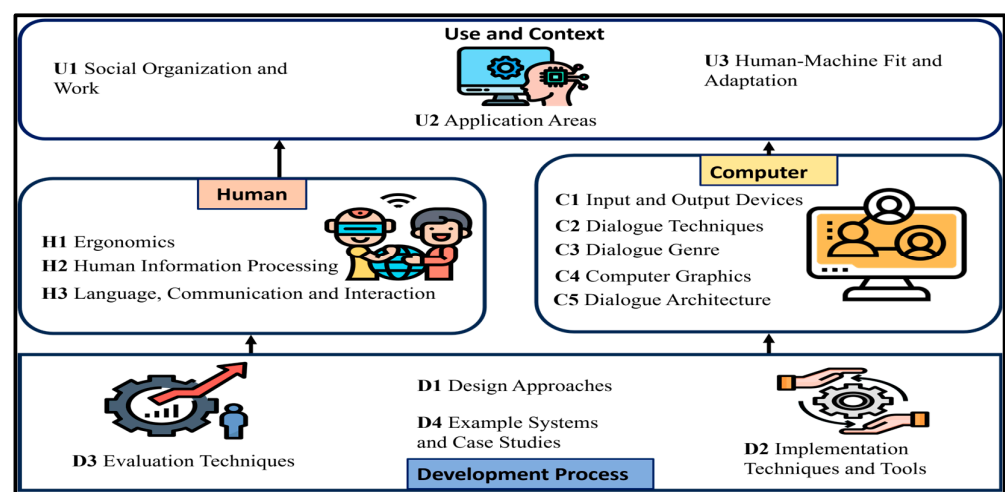 Use and Context
U1 Social Organization and
Work
U3 Human-Machine Fit and
Adaptation
U2 Application Areas
Human
H1 Ergonomics
H2 Human Information Processing
H3 Language, Communication and Interaction
Computer
C1 Input and Output Devices
C2 Dialogue Techniques
C3 Dialogue Genre
C4 Computer Graphics
C5 Dialogue Architecture
D1 Design Approaches
D4 Example Systems
and Case Studies
D3 Evaluation Techniques
D2 Implementation
Techniques and Tools
Development Process